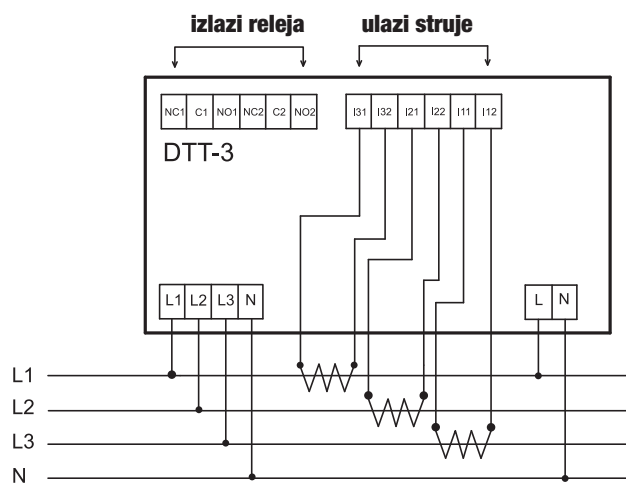 izlazi releja ulazi struje
NC1 C1 NO1 NC2 C2 NO2 I31 I32 I21 I22 I11 I12
DTT-3
L1 L2 L3 N L N
L1
L2
L3
N